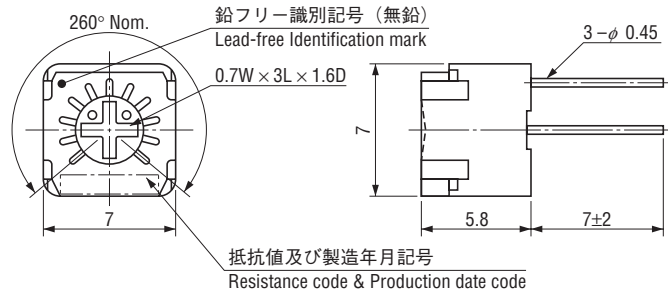 鉛フリー識別記号（無鉛）
260° Nom.
Lead-free Identification mark
3 −φ 0.45
0.7W × 3L × 1.6D
7
7
5.8
7±2
抵抗値及び製造年月記号
Resistance code & Production date code